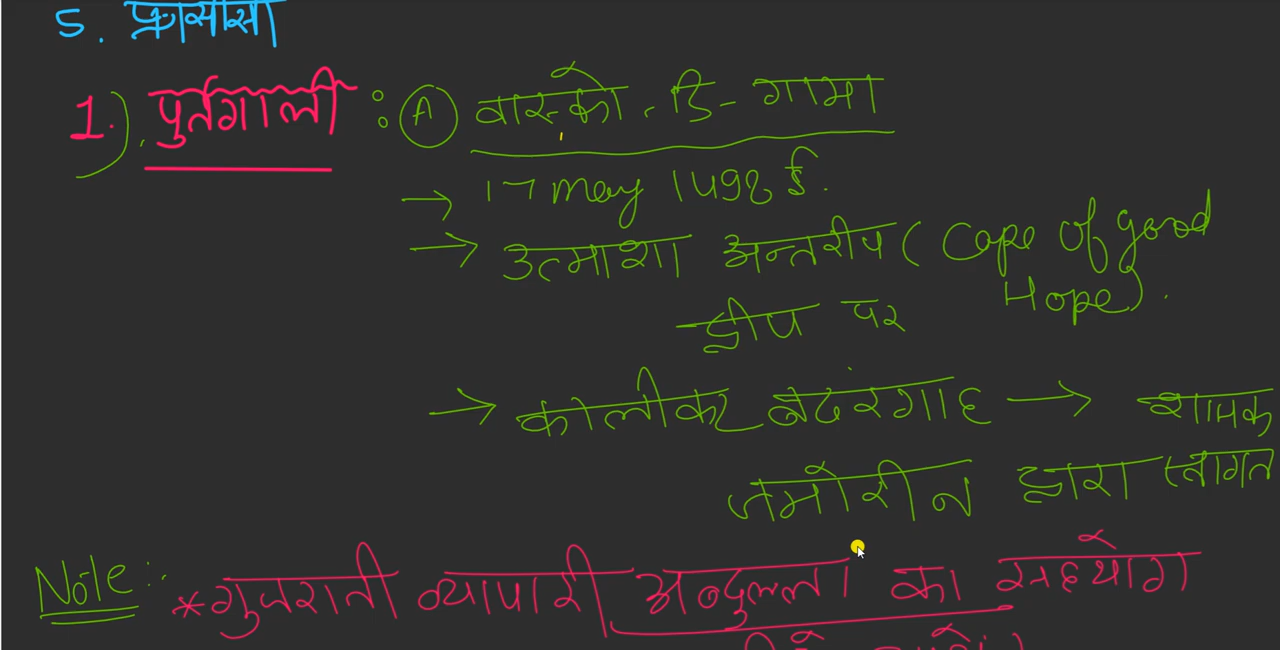 5. फ्रांसीसी
1.). पुर्तगाली : A वास्को - डि - गामा
→ 17 May 1498 ई.
→ उत्माशा अन्तरीप ( Cape of good Hope).
द्वीप पर
→ कोलीकट बंदरगाह → शासक
जमोरीन द्वारा स्वागत
Note :- * गुजराती व्यापारी अब्दुल्ला का सहयोग